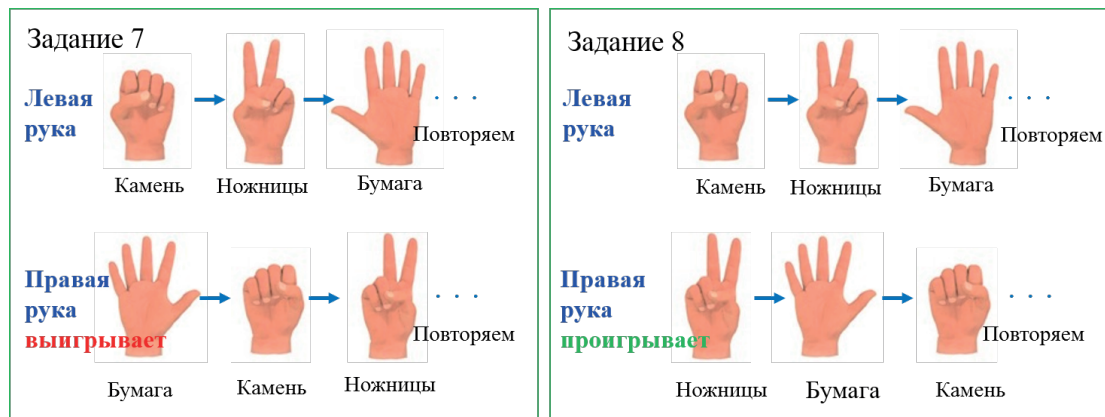 Задание 7
Левая
рука
· · ·
Повторяем
Камень
Ножницы
Бумага
Правая
рука
выигрывает
· · ·
Повторяем
Бумага
Камень
Ножницы
Задание 8
Левая
рука
· · ·
Повторяем
Камень
Ножницы
Бумага
Правая
рука
проигрывает
· · ·
Повторяем
Ножницы
Бумага
Камень